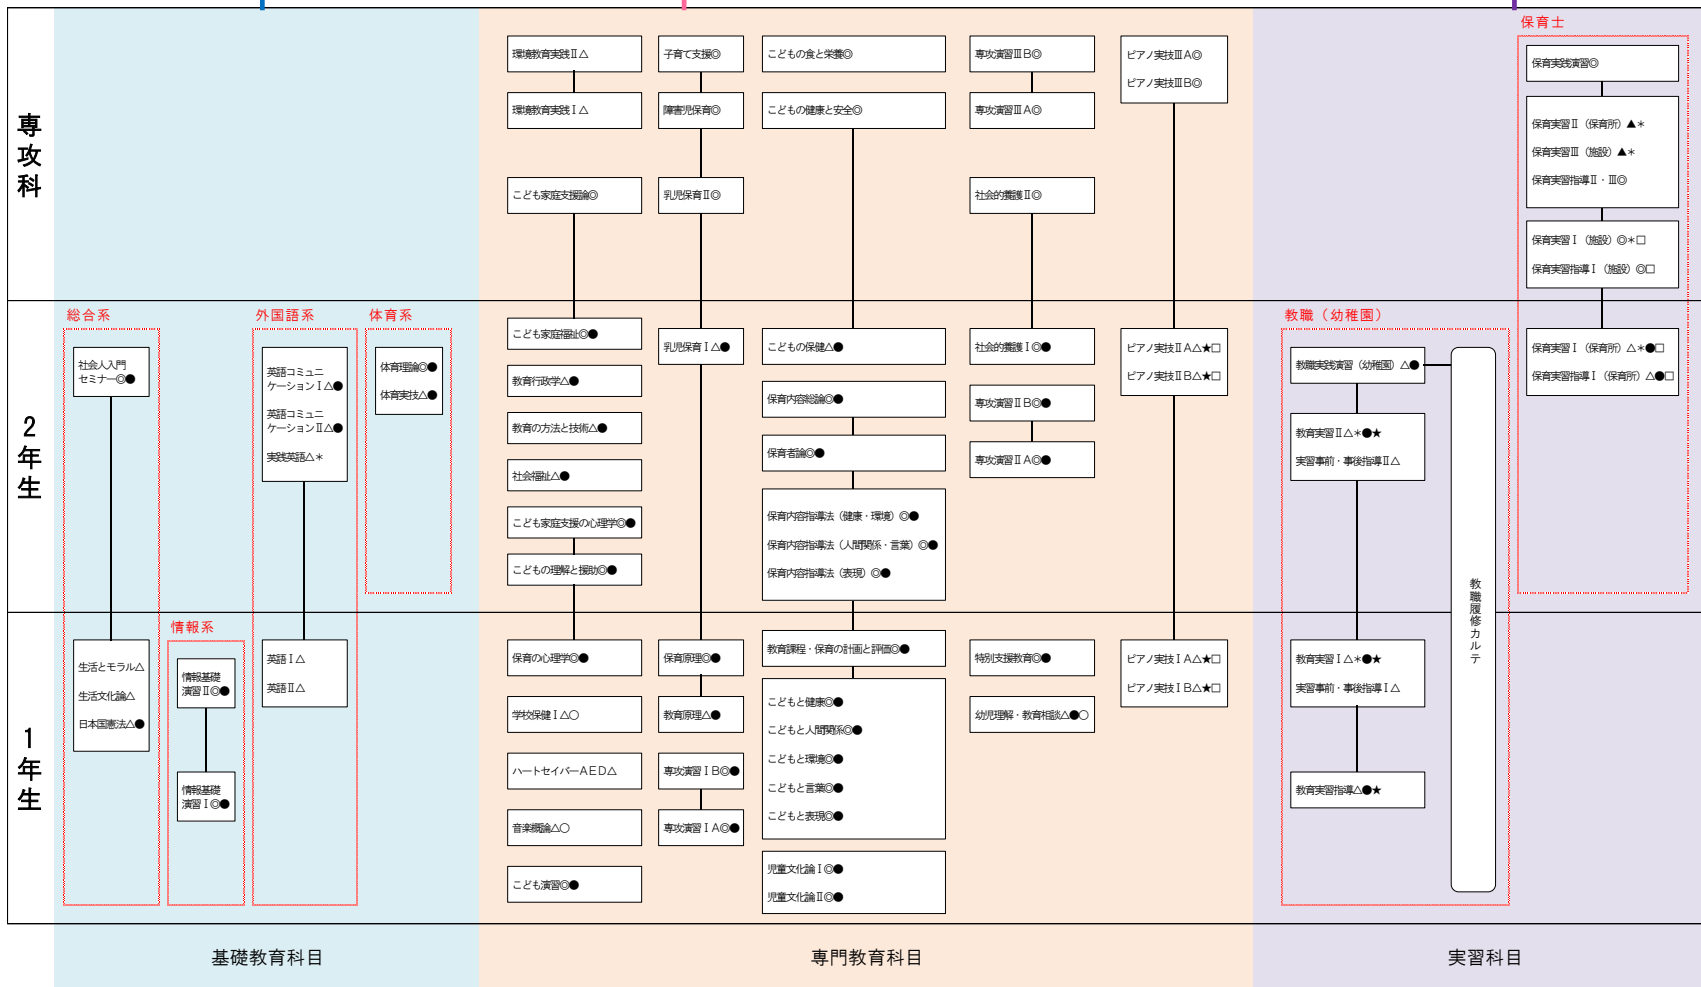 専攻科
環境教育実践Ⅱ△
環境教育実践Ⅰ△
こども家庭支援論◎
子育て支援◎
障害児保育◎
乳児保育Ⅱ◎
こどもの食と栄養◎
こどもの健康と安全◎
専攻演習ⅢB◎
専攻演習ⅢA◎
社会的養護Ⅱ◎
ピアノ実技ⅢA◎
ピアノ実技ⅢB◎
保育士
保育実践演習◎
保育実習Ⅱ（保育所）▲＊
保育実習Ⅲ（施設）▲＊
保育実習指導Ⅱ・Ⅲ◎
保育実習Ⅰ（施設）◎＊□
保育実習指導Ⅰ（施設）◎□
2年生
総合系
社会人入門
セミナー◎●
外国語系
英語コミュニ
ケーションⅠ△●
英語コミュニ
ケーションⅡ△●
実践英語△＊
体育系
体育理論◎●
体育実技△●
こども家庭福祉◎●
教育行政学△●
教育の方法と技術△●
社会福祉△●
こども家庭支援の心理学◎●
こどもの理解と援助◎●
乳児保育Ⅰ△●
こどもの保健△●
保育内容総論◎●
保育者論◎●
保育内容指導法（健康・環境）◎●
保育内容指導法（人間関係・言葉）◎●
保育内容指導法（表現）◎●
社会的養護Ⅰ◎●
専攻演習ⅡB◎●
専攻演習ⅡA◎●
ピアノ実技ⅡA△★□
ピアノ実技ⅡB△★□
教職（幼稚園）
教職実践演習（幼稚園）△●
教育実習Ⅱ△＊●★
実習事前・事後指導Ⅱ△
教職履修カルテ
保育実習Ⅰ（保育所）△＊●□
保育実習指導Ⅰ（保育所）△●□
1年生
生活とモラル△
生活文化論△
日本国憲法△●
情報系
情報基礎
演習Ⅱ◎●
情報基礎
演習Ⅰ◎●
英語Ⅰ△
英語Ⅱ△
保育の心理学◎●
学校保健Ⅰ△○
ハートセイバーAED△
音楽概論△○
こども演習◎●
保育原理◎●
教育原理△●
専攻演習ⅠB◎●
専攻演習ⅠA◎●
教育課程・保育の計画と評価◎●
こどもと健康◎●
こどもと人間関係◎●
こどもと環境◎●
こどもと言葉◎●
こどもと表現◎●
児童文化論Ⅰ◎●
児童文化論Ⅱ◎●
特別支援教育◎●
幼児理解・教育相談△●○
ピアノ実技ⅠA△★□
ピアノ実技ⅠB△★□
教育実習Ⅰ△＊●★
実習事前・事後指導Ⅰ△
教育実習指導△●★
基礎教育科目
専門教育科目
実習科目